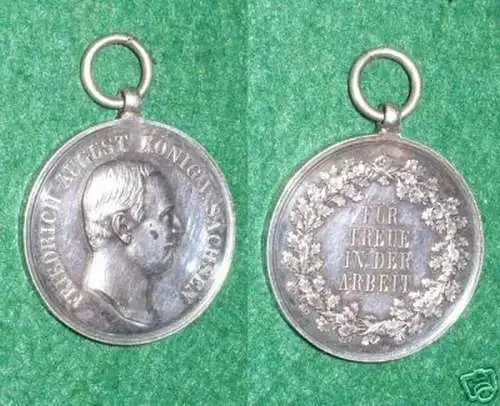 FRIEDRICH AUGUST KÖNIG V. SACHSEN
FÜR
TREUE
IN DER
ARBEIT